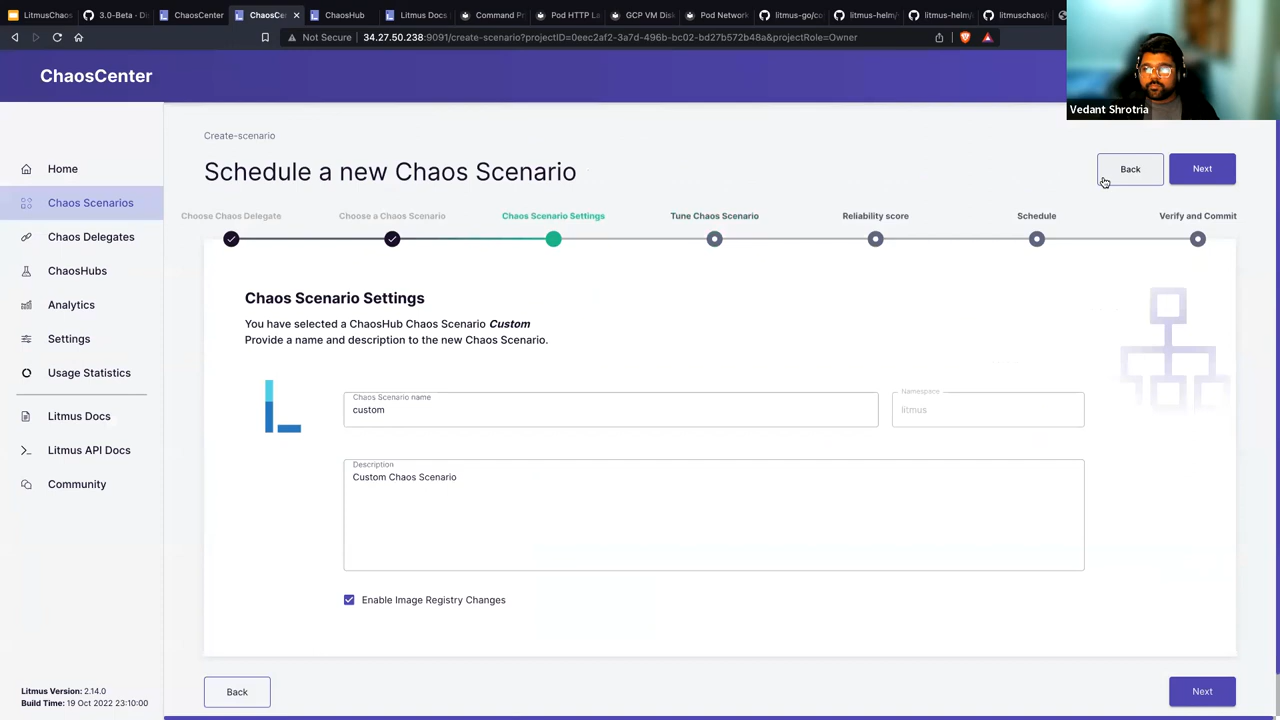 LitmusChaos
3.0-Beta · Di
ChaosCenter
ChaosCe
ChaosHub
Litmus Docs
Command P
Pod HTTP La
GCP VM Disk
Pod Network
litmus-go/co
litmus-helm/
litmus-helm/
litmuschaos/
Not Secure
34.27.50.238:9091/create-scenario?projectID=0eec2af2-3a7d-496b-bc02-bd27b572b48a&projectRole=Owner
Vedant Shrotria
ChaosCenter
Home
Chaos Scenarios
Chaos Delegates
ChaosHubs
Analytics
Settings
Usage Statistics
Litmus Docs
Litmus API Docs
Community
Litmus Version: 2.14.0
Build Time: 19 Oct 2022 23:10:00
Create-scenario
Schedule a new Chaos Scenario
Back
Next
Choose Chaos Delegate
Choose a Chaos Scenario
Chaos Scenario Settings
Tune Chaos Scenario
Reliability score
Schedule
Verify and Commit
Chaos Scenario Settings
You have selected a ChaosHub Chaos Scenario Custom
Provide a name and description to the new Chaos Scenario.
Chaos Scenario name
custom
Namespace
litmus
Description
Custom Chaos Scenario
Enable Image Registry Changes
Back
Next